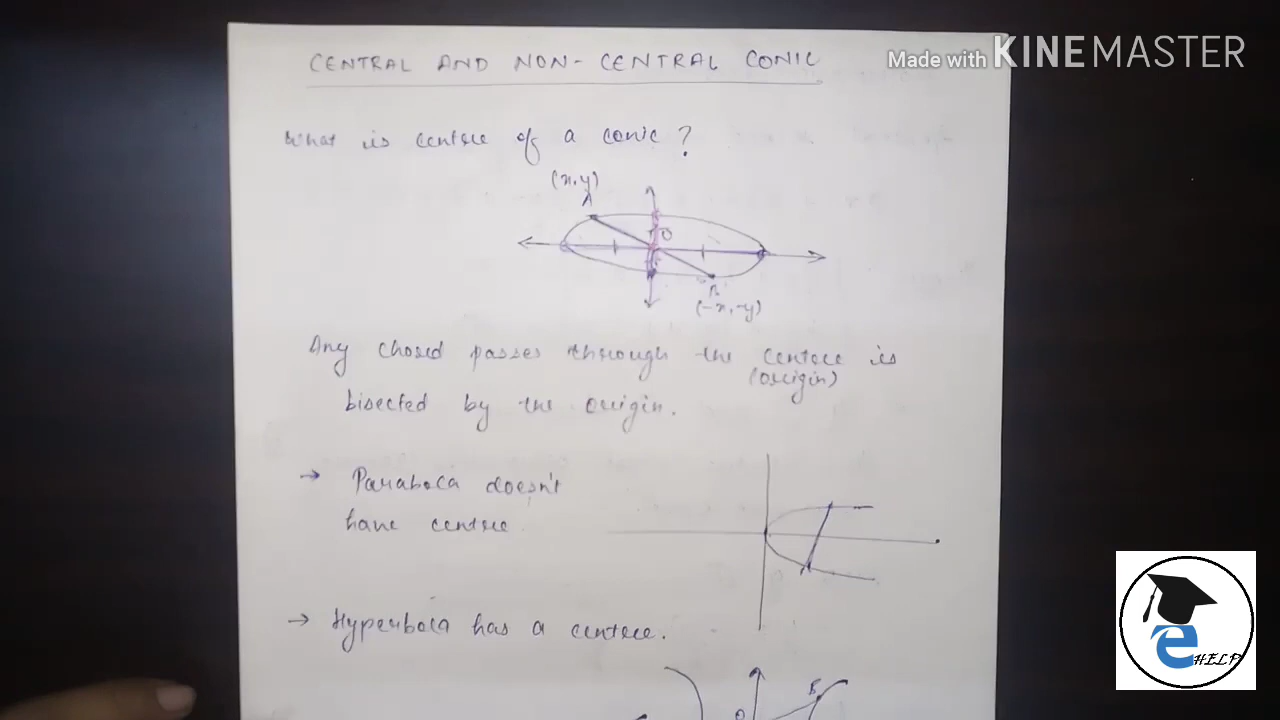 CENTRAL AND NON-CENTRAL CONIC
Made with KINEMASTER
What is centre of a conic?
(x,y)
A
O
B
(-x,-y)
Any chord passes through the centre is
(origin)
bisected by the origin.
→ Parabola doesn't
have centre
→ Hyperbola has a centre.
B
O
e HELP